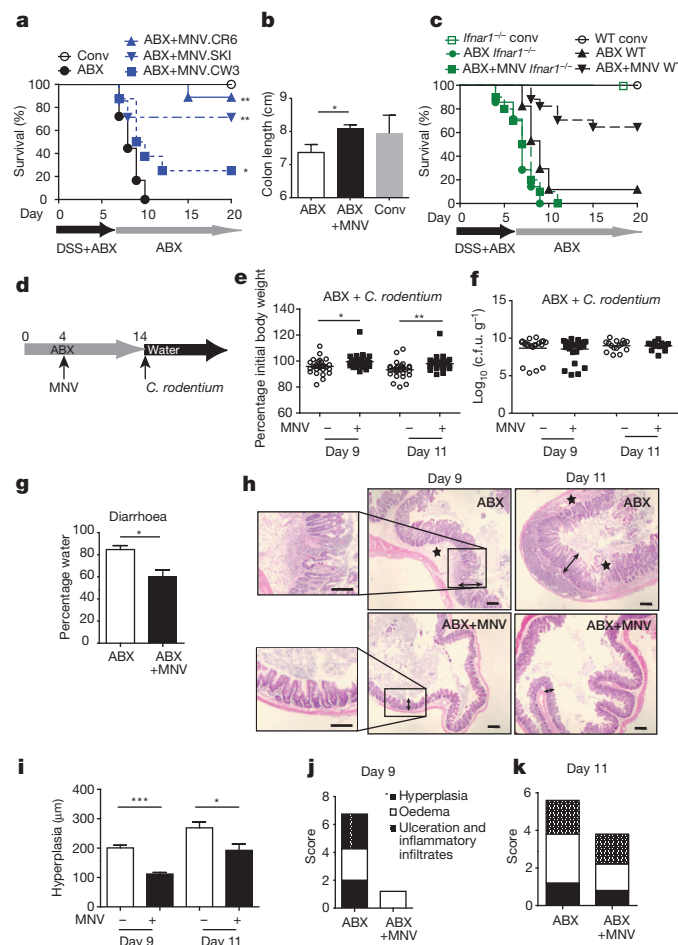 a
Conv
ABX
ABX+MNV.CR6
ABX+MNV.SKI
ABX+MNV.CW3
Survival (%)
100
80
60
40
20
0
**
**
*
Day 0 5 10 15 20
DSS+ABX ABX
b
Colon length (cm)
9
8
7
6
*
ABX
ABX +MNV
Conv
c
Ifnar1–/– conv
ABX Ifnar1–/–
ABX+MNV Ifnar1–/–
WT conv
ABX WT
ABX+MNV WT
Survival (%)
100
80
60
40
20
0
Day 0 5 10 15 20
DSS+ABX ABX
d
0 4 14
ABX Water
MNV C. rodentium
e
ABX + C. rodentium
Percentage initial body weight
140
120
100
80
60
* **
MNV – + – +
Day 9 Day 11
f
ABX + C. rodentium
Log10 (c.f.u. g–1)
15
10
5
0
MNV – + – +
Day 9 Day 11
g
Diarrhoea
Percentage water
100
80
60
40
20
0
*
ABX
ABX +MNV
h
Day 9 Day 11
ABX ABX
ABX+MNV ABX+MNV
i
Hyperplasia (µm)
400
300
200
100
0
*** *
MNV – + – +
Day 9 Day 11
j
Day 9
Score
8
6
4
2
0
ABX
ABX +MNV
Hyperplasia
Oedema
Ulceration and
inflammatory
infiltrates
k
Day 11
Score
6
4
2
0
ABX
ABX +MNV